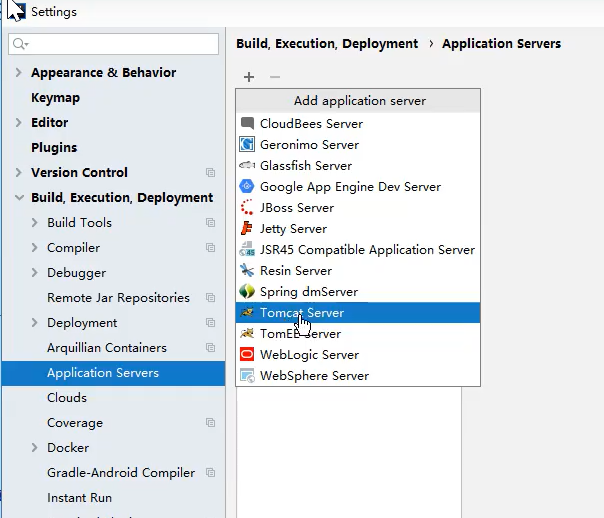 Settings
Build, Execution, Deployment › Application Servers
Appearance & Behavior
Keymap
Editor
Plugins
Version Control
Build, Execution, Deployment
Build Tools
Compiler
Debugger
Remote Jar Repositories
Deployment
Arquillian Containers
Application Servers
Clouds
Coverage
Docker
Gradle-Android Compiler
Instant Run
Add application server
CloudBees Server
Geronimo Server
Glassfish Server
Google App Engine Dev Server
JBoss Server
Jetty Server
JSR45 Compatible Application Server
Resin Server
Spring dmServer
Tomcat Server
TomEE Server
WebLogic Server
WebSphere Server